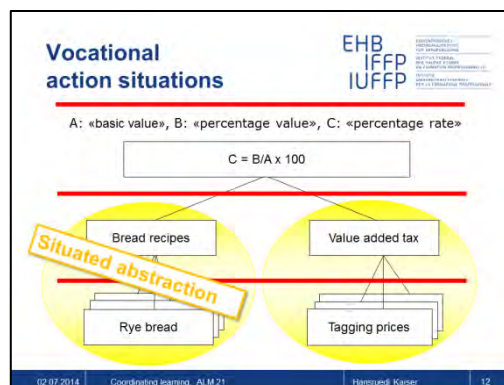 Vocational
action situations
EHB
IFFP
IUFFP
A: «basic value», B: «percentage value», C: «percentage rate»
C = B/A x 100
Bread recipes
Value added tax
Situated abstraction
Rye bread
Tagging prices
02.07.2014
Coordinating learning, ALM 21
Hansruedi Kaiser
12